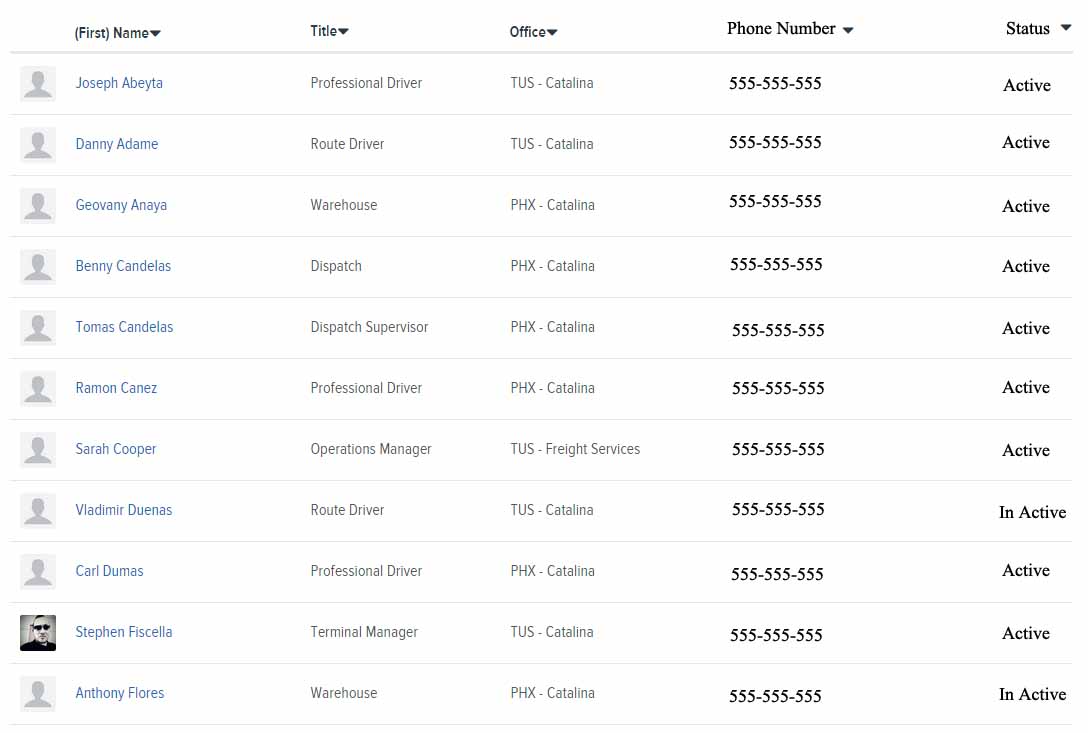 (First) Name Title Office Phone Number Status
Joseph Abeyta Professional Driver TUS - Catalina 555-555-555 Active
Danny Adame Route Driver TUS - Catalina 555-555-555 Active
Geovany Anaya Warehouse PHX - Catalina 555-555-555 Active
Benny Candelas Dispatch PHX - Catalina 555-555-555 Active
Tomas Candelas Dispatch Supervisor PHX - Catalina 555-555-555 Active
Ramon Canez Professional Driver PHX - Catalina 555-555-555 Active
Sarah Cooper Operations Manager TUS - Freight Services 555-555-555 Active
Vladimir Duenas Route Driver TUS - Catalina 555-555-555 In Active
Carl Dumas Professional Driver PHX - Catalina 555-555-555 Active
Stephen Fiscella Terminal Manager TUS - Catalina 555-555-555 Active
Anthony Flores Warehouse PHX - Catalina 555-555-555 In Active